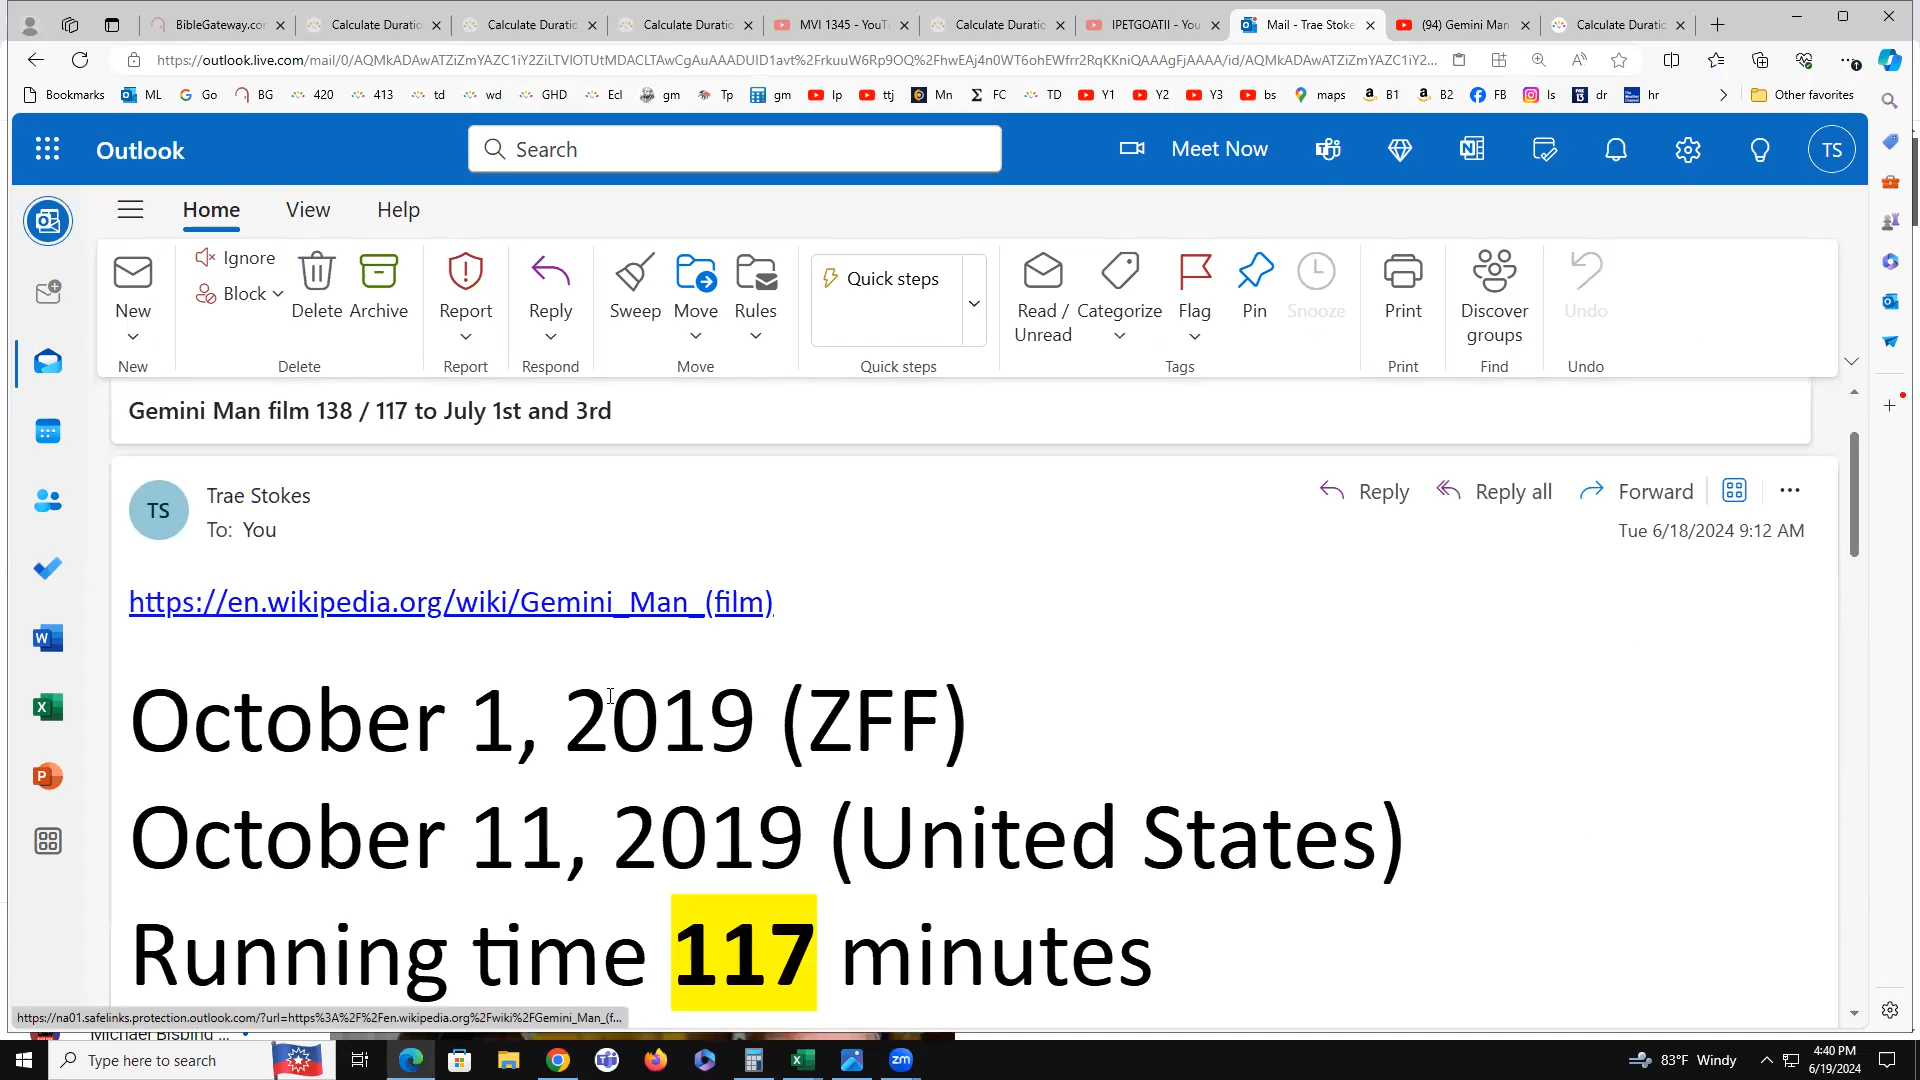 BibleGateway.co
Calculate Duratio
Calculate Duratio
Calculate Duratio
MVI 1345 - YouT
Calculate Duratio
IPETGOATII - You
Mail - Trae Stoke
(94) Gemini Man
Calculate Duratio
https://outlook.live.com/mail/0/AQMkADAwATZiZmYAZC1iY2ZiLTVlOTUtMDACLTAwCgAuAAADUID1avt%2FrkuuW6Rp9OQ%2FhwEAj4n0WT6ohEWfrr2RqKKniQAAAgFjAAAA/id/AQMkADAwATZiZmYAZC1iY2...
Bookmarks ML Go BG 420 413 td wd GHD Ecl gm Tp gm Ip ttj Mn FC TD Y1 Y2 Y3 bs maps B1 B2 FB Is dr hr Other favorites
Outlook
Search
Meet Now
TS
Home View Help
New
Ignore
Block
Delete
Archive
Report
Reply
Sweep
Move
Rules
Quick steps
Read / Unread
Categorize
Flag
Pin
Snooze
Print
Discover groups
Undo
New Delete Report Respond Move Quick steps Tags Print Find Undo
Gemini Man film 138 / 117 to July 1st and 3rd
TS
Trae Stokes
To: You
Reply Reply all Forward
Tue 6/18/2024 9:12 AM
https://en.wikipedia.org/wiki/Gemini_Man_(film)
October 1, 2019 (ZFF)
October 11, 2019 (United States)
Running time 117 minutes
https://na01.safelinks.protection.outlook.com/?url=https%3A%2F%2Fen.wikipedia.org%2Fwiki%2FGemini_Man_(f...
Michael Bisping ...
Type here to search
83°F Windy
4:40 PM
6/19/2024